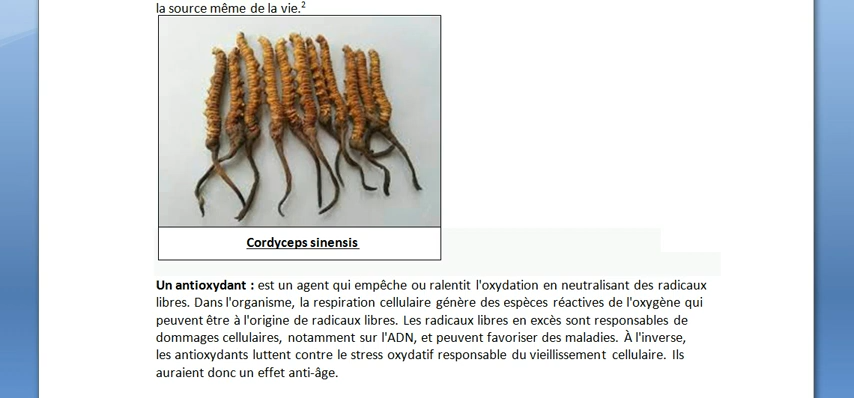 la source même de la vie.²
Cordyceps sinensis
Un antioxydant : est un agent qui empêche ou ralentit l'oxydation en neutralisant des radicaux
libres. Dans l'organisme, la respiration cellulaire génère des espèces réactives de l'oxygène qui
peuvent être à l'origine de radicaux libres. Les radicaux libres en excès sont responsables de
dommages cellulaires, notamment sur l'ADN, et peuvent favoriser des maladies. À l'inverse,
les antioxydants luttent contre le stress oxydatif responsable du vieillissement cellulaire. Ils
auraient donc un effet anti-âge.